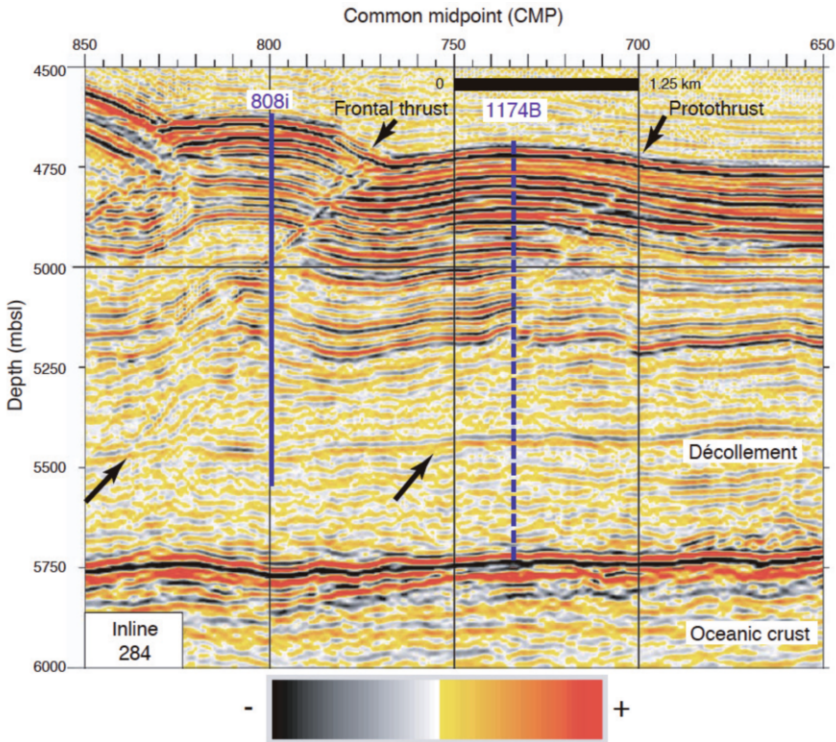 Common midpoint (CMP)
850 800 750 700 650
4500
0 1.25 km
808i
Frontal thrust
1174B
Protothrust
4750
5000
Depth (mbsl)
5250
Décollement
5500
5750
Inline
284
Oceanic crust
6000
- +